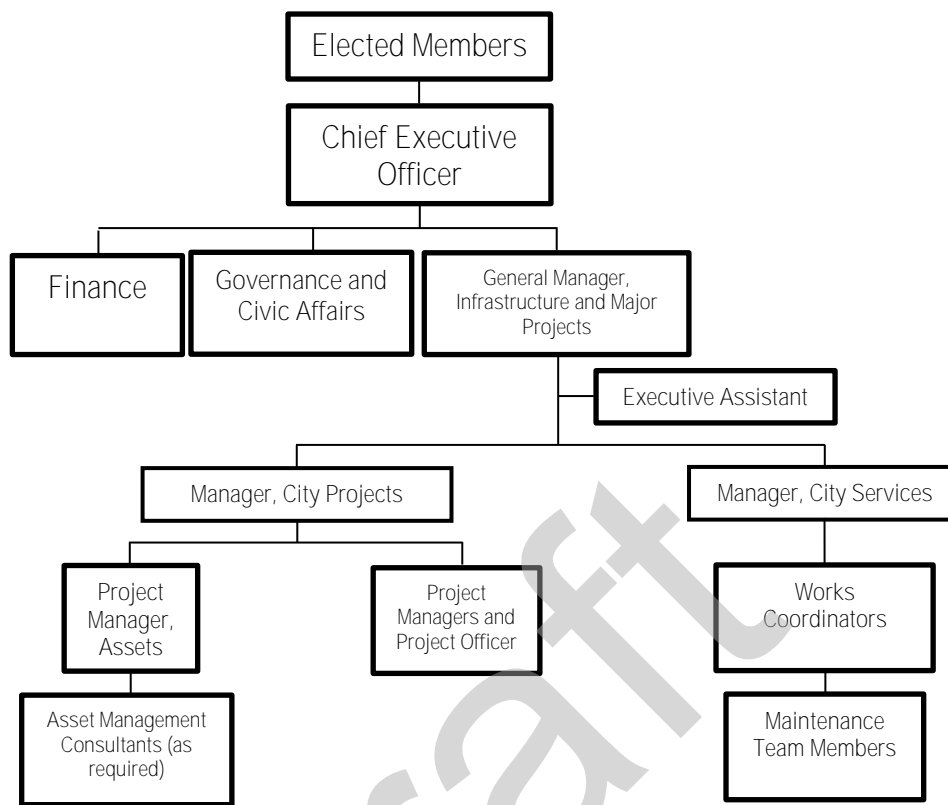 Elected Members
Chief Executive
Officer
Finance
Governance and
Civic Affairs
General Manager,
Infrastructure and Major
Projects
Executive Assistant
Manager, City Projects
Manager, City Services
Project
Manager,
Assets
Project
Managers and
Project Officer
Works
Coordinators
Asset Management
Consultants (as
required)
Maintenance
Team Members
raft